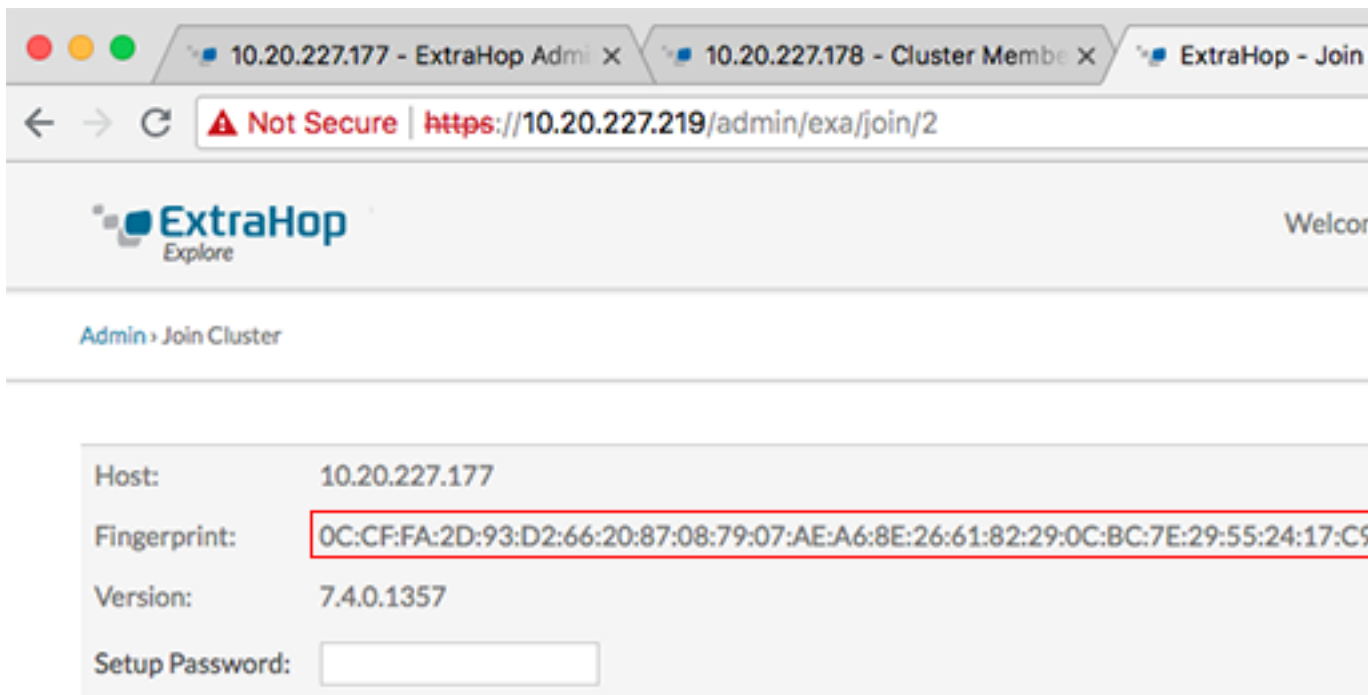 10.20.227.177 - ExtraHop Admi
10.20.227.178 - Cluster Membe
ExtraHop - Join
Not Secure | https://10.20.227.219/admin/exa/join/2
ExtraHop
Explore
Welcom
Admin › Join Cluster
Host: 10.20.227.177
Fingerprint: 0C:CF:FA:2D:93:D2:66:20:87:08:79:07:AE:A6:8E:26:61:82:29:0C:BC:7E:29:55:24:17:C9
Version: 7.4.0.1357
Setup Password: